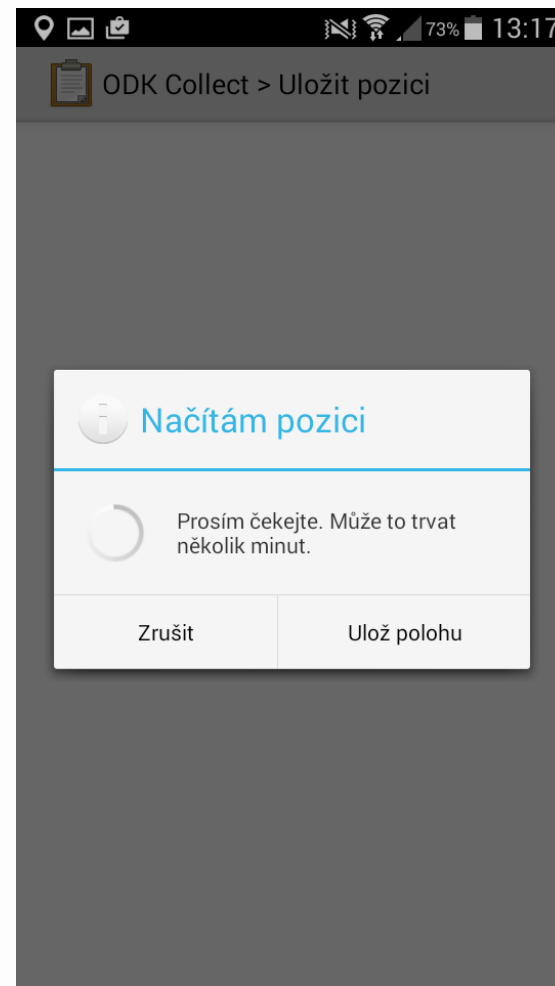 73% 13:17
ODK Collect > Uložit pozici
Načítám pozici
Prosím čekejte. Může to trvat
několik minut.
Zrušit
Ulož polohu